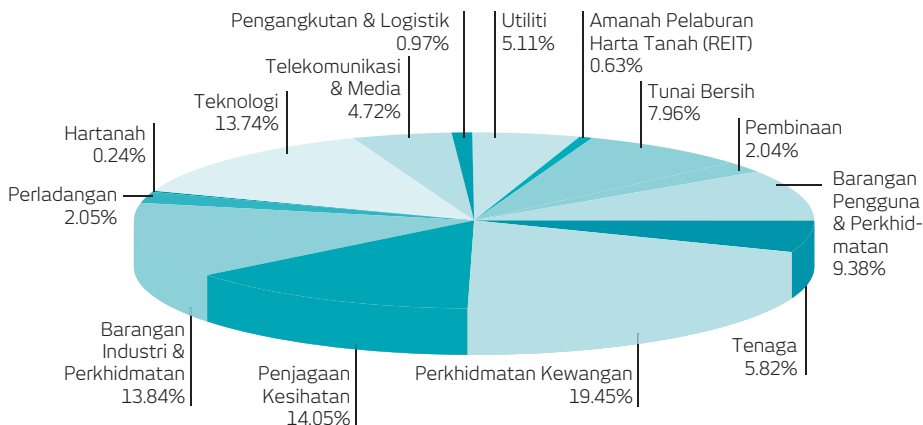 Pengangkutan & Logistik
0.97%
Utiliti
5.11%
Amanah Pelaburan
Harta Tanah (REIT)
0.63%
Tunai Bersih
7.96%
Pembinaan
2.04%
Barangan
Pengguna
& Perkhid-
matan
9.38%
Tenaga
5.82%
Perkhidmatan Kewangan
19.45%
Penjagaan
Kesihatan
14.05%
Barangan
Industri &
Perkhidmatan
13.84%
Perladangan
2.05%
Hartanah
0.24%
Teknologi
13.74%
Telekomunikasi
& Media
4.72%